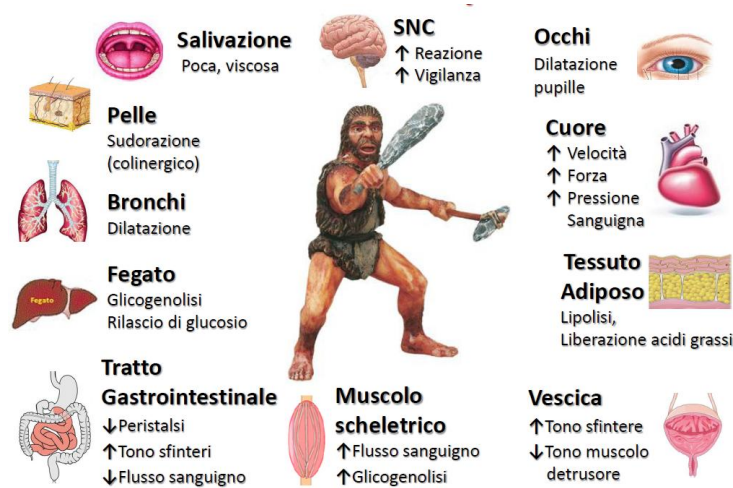 Salivazione
Poca, viscosa
SNC
↑ Reazione
↑ Vigilanza
Occhi
Dilatazione
pupille
Pelle
Sudorazione
(colinergico)
Cuore
↑ Velocità
↑ Forza
↑ Pressione
Sanguigna
Bronchi
Dilatazione
Fegato
Fegato
Glicogenolisi
Rilascio di glucosio
Tessuto
Adiposo
Lipolisi,
Liberazione acidi grassi
Tratto
Gastrointestinale
↓Peristalsi
↑Tono sfinteri
↓Flusso sanguigno
Muscolo
scheletrico
↑Flusso sanguigno
↑Glicogenolisi
Vescica
↑Tono sfintere
↓Tono muscolo
detrusore